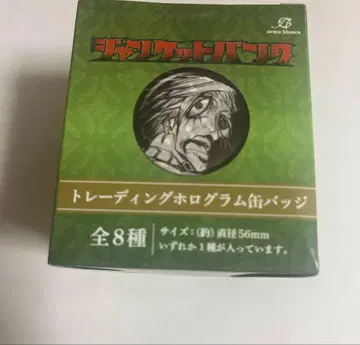 arma bianca
ジャンケットバンク
トレーディングホログラム缶バッジ
全8種
サイズ:(約)直径56mm
いずれか1種が入っています。